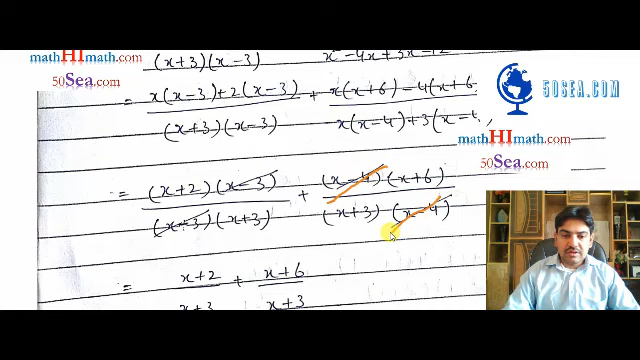 mathHImath.com
50Sea.com
(x+3)(x-3) x² -4x+3x-12
= x(x-3)+2(x-3) / (x+3)(x-3) + x(x+6)-4(x+6 / x(x-4)+3(x-4,
50SEA.COM
mathHImath.com
50Sea.com
= (x+2)(x-3) / (x+3)(x+3) + (x-4)(x+6) / (x+3)(x-4)
= x+2 / x+3 + x+6 / x+3